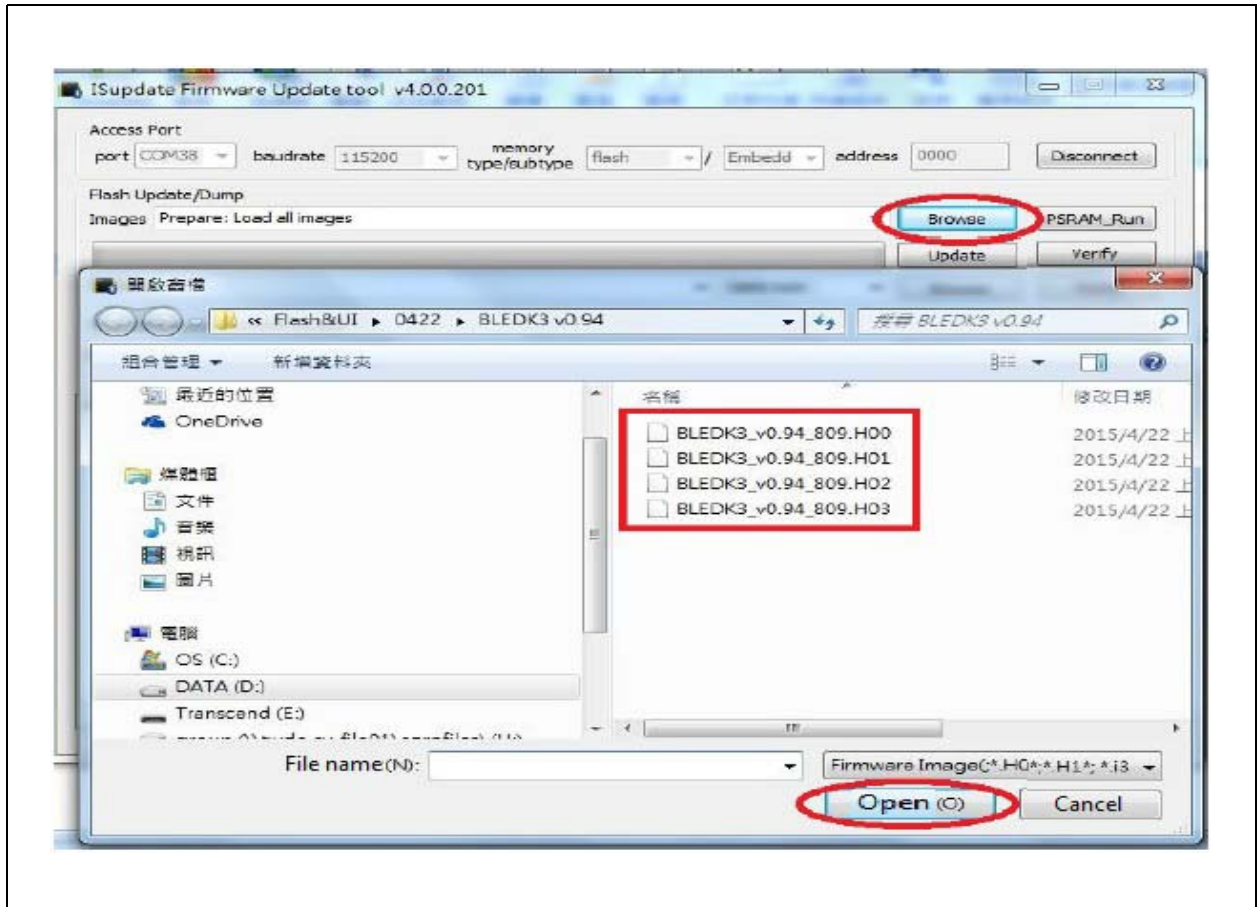 ISupdate Firmware Update tool v4.0.0.201
Access Port
port COM38 baudrate 115200 memory type/subtype flash / Embedd address 0000 Disconnect
Flash Update/Dump
Images Prepare: Load all images Browse PSRAM_Run
Update Verify
開啟舊檔
« Flash&UI ▸ 0422 ▸ BLEDK3 v0.94 搜尋 BLEDK3 v0.94
組合管理 新增資料夾
最近的位置 名稱 修改日期
OneDrive
BLEDK3_v0.94_809.H00 2015/4/22 上
BLEDK3_v0.94_809.H01 2015/4/22 上
媒體櫃
文件 BLEDK3_v0.94_809.H02 2015/4/22 上
音樂 BLEDK3_v0.94_809.H03 2015/4/22 上
視訊
圖片
電腦
OS (C:)
DATA (D:)
Transcend (E:)
File name(N): Firmware Image(;*.H0*;*.H1*; *.i3
Open (O) Cancel